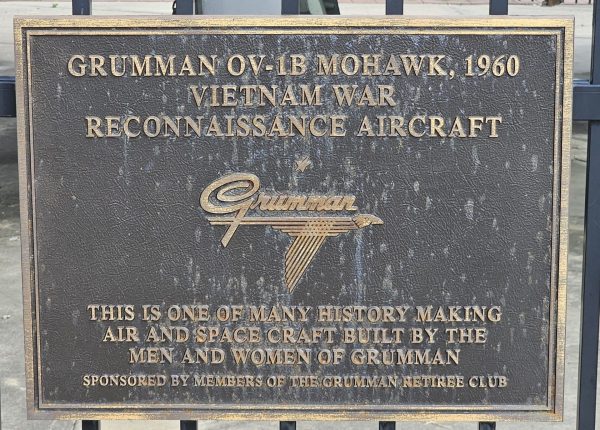 GRUMMAN OV-1B MOHAWK, 1960
VIETNAM WAR
RECONNAISSANCE AIRCRAFT
Grumman
THIS IS ONE OF MANY HISTORY MAKING
AIR AND SPACE CRAFT BUILT BY THE
MEN AND WOMEN OF GRUMMAN
SPONSORED BY MEMBERS OF THE GRUMMAN RETIREE CLUB